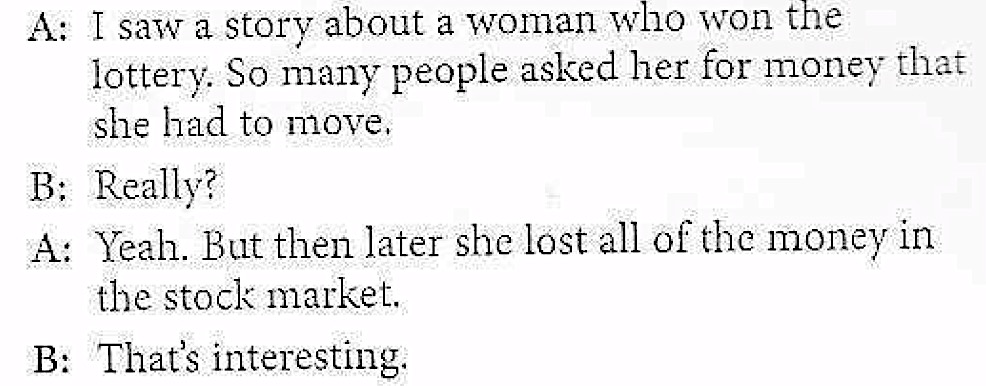 A: I saw a story about a woman who won the
lottery. So many people asked her for money that
she had to move.
B: Really?
A: Yeah. But then later she lost all of the money in
the stock market.
B: That's interesting.